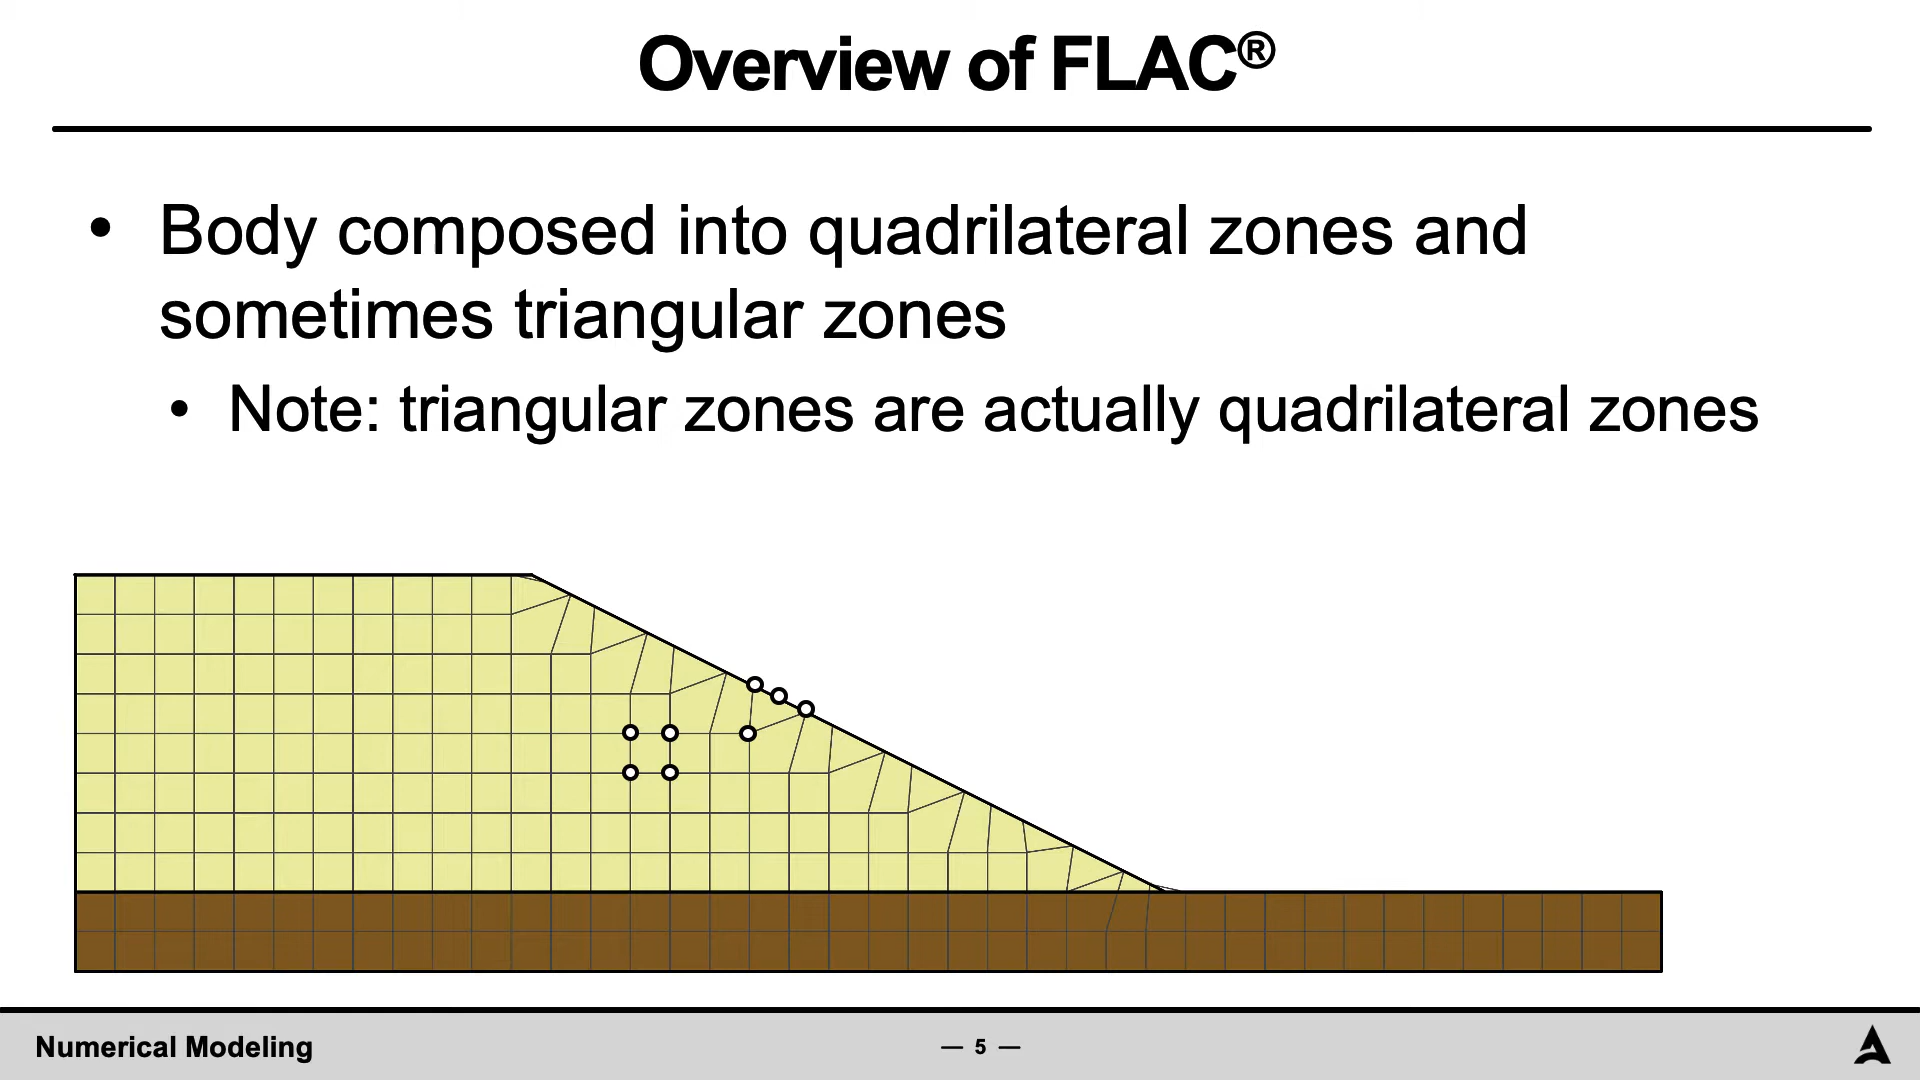 Overview of FLAC®
• Body composed into quadrilateral zones and
sometimes triangular zones
• Note: triangular zones are actually quadrilateral zones
Numerical Modeling
— 5 —